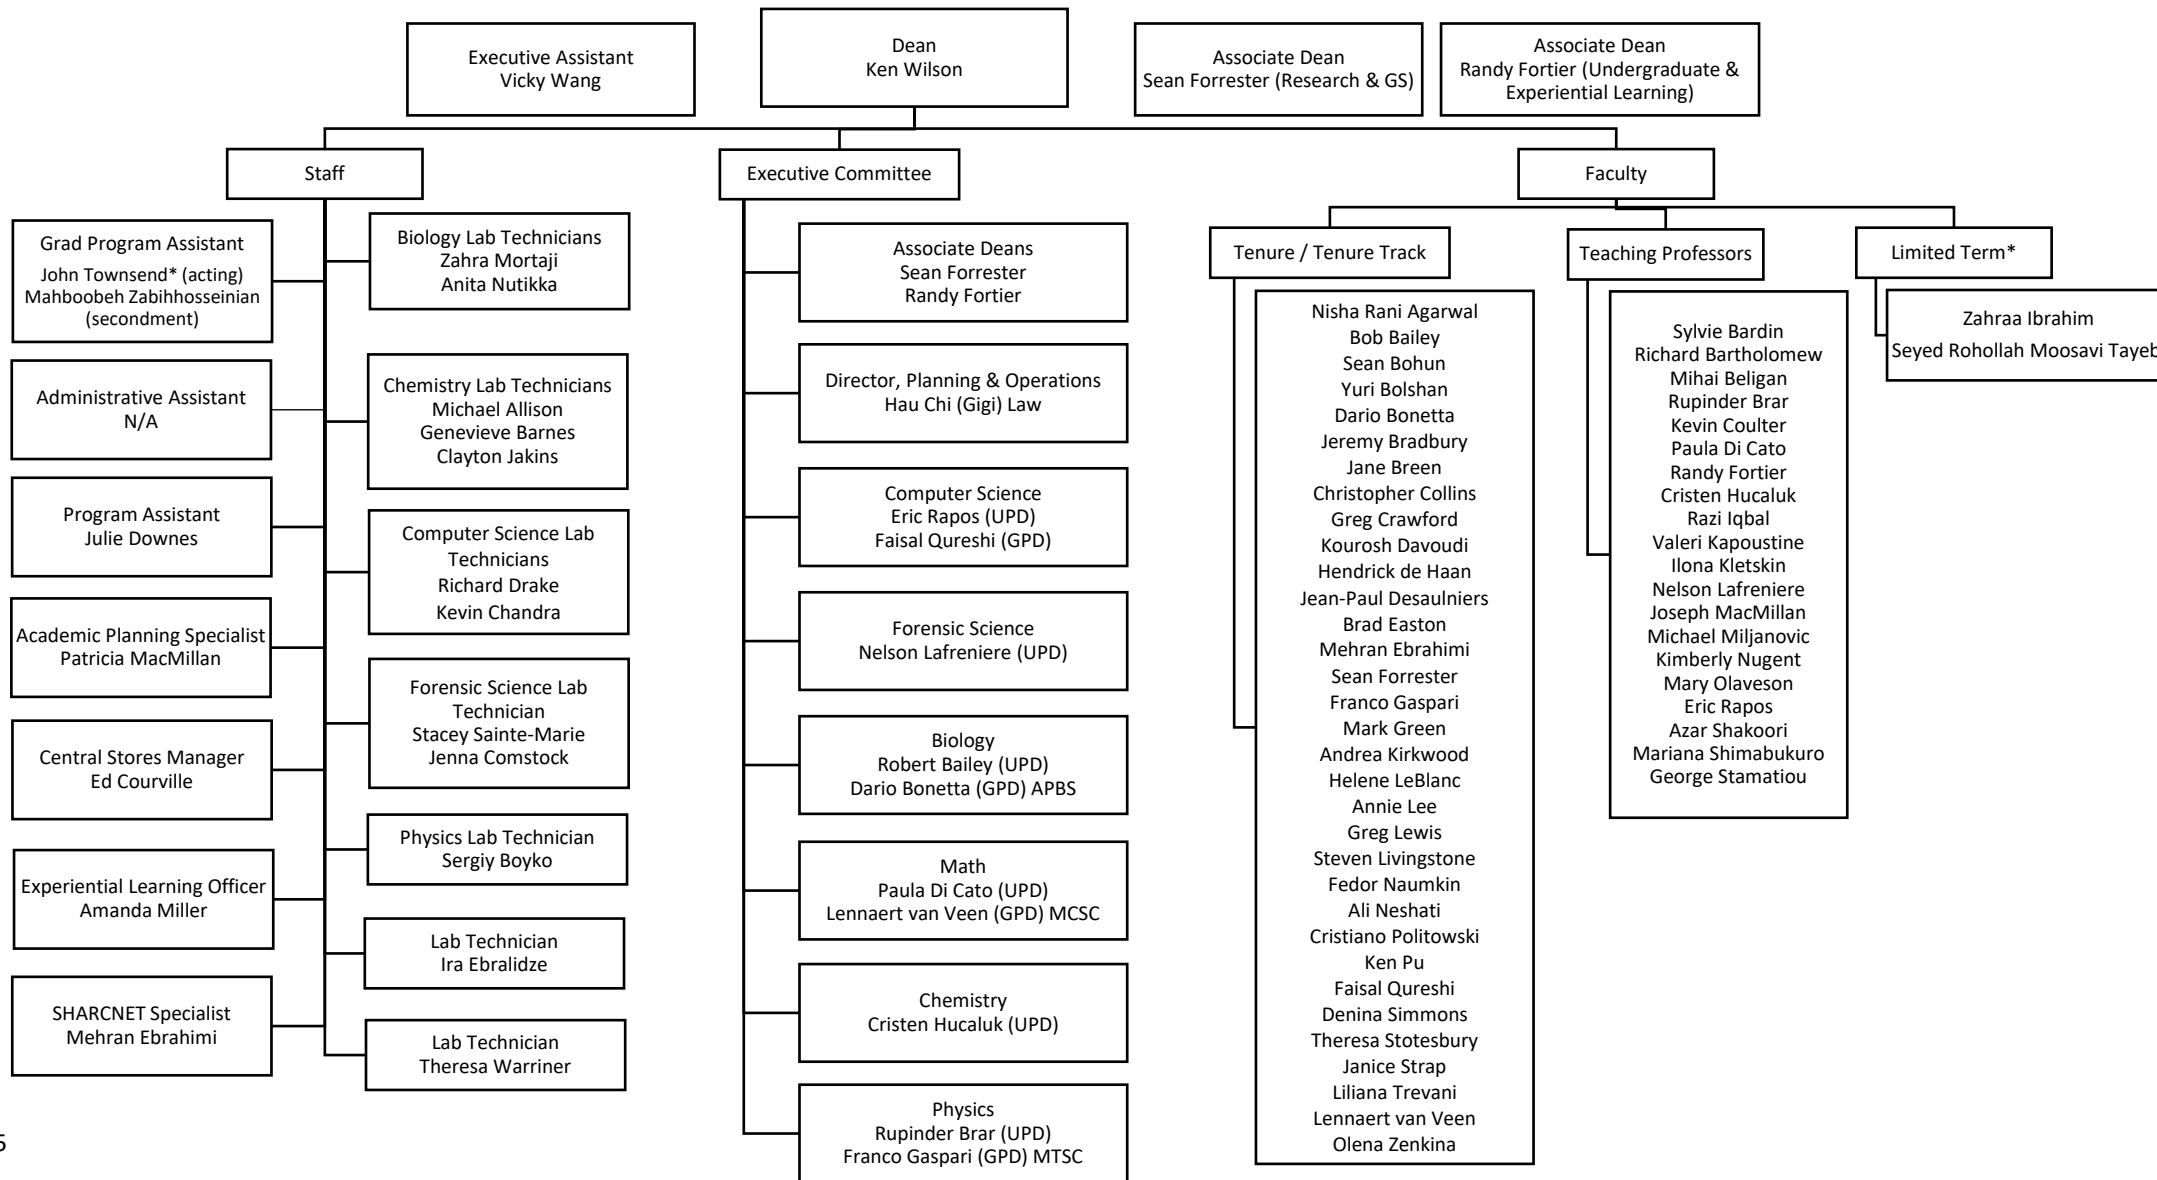 Executive Assistant
Vicky Wang
Dean
Ken Wilson
Associate Dean
Sean Forrester (Research & GS)
Associate Dean
Randy Fortier (Undergraduate &
Experiential Learning)
Staff
Executive Committee
Faculty
Grad Program Assistant
John Townsend* (acting)
Mahboobeh Zabihhosseinian
(secondment)
Administrative Assistant
N/A
Program Assistant
Julie Downes
Academic Planning Specialist
Patricia MacMillan
Central Stores Manager
Ed Courville
Experiential Learning Officer
Amanda Miller
SHARCNET Specialist
Mehran Ebrahimi
Biology Lab Technicians
Zahra Mortaji
Anita Nutikka
Chemistry Lab Technicians
Michael Allison
Genevieve Barnes
Clayton Jakins
Computer Science Lab
Technicians
Richard Drake
Kevin Chandra
Forensic Science Lab
Technician
Stacey Sainte-Marie
Jenna Comstock
Physics Lab Technician
Sergiy Boyko
Lab Technician
Ira Ebralidze
Lab Technician
Theresa Warriner
Associate Deans
Sean Forrester
Randy Fortier
Director, Planning & Operations
Hau Chi (Gigi) Law
Computer Science
Eric Rapos (UPD)
Faisal Qureshi (GPD)
Forensic Science
Nelson Lafreniere (UPD)
Biology
Robert Bailey (UPD)
Dario Bonetta (GPD) APBS
Math
Paula Di Cato (UPD)
Lennaert van Veen (GPD) MCSC
Chemistry
Cristen Hucaluk (UPD)
Physics
Rupinder Brar (UPD)
Franco Gaspari (GPD) MTSC
Tenure / Tenure Track
Nisha Rani Agarwal
Bob Bailey
Sean Bohun
Yuri Bolshan
Dario Bonetta
Jeremy Bradbury
Jane Breen
Christopher Collins
Greg Crawford
Kourosh Davoudi
Hendrick de Haan
Jean-Paul Desaulniers
Brad Easton
Mehran Ebrahimi
Sean Forrester
Franco Gaspari
Mark Green
Andrea Kirkwood
Helene LeBlanc
Annie Lee
Greg Lewis
Steven Livingstone
Fedor Naumkin
Ali Neshati
Cristiano Politowski
Ken Pu
Faisal Qureshi
Denina Simmons
Theresa Stotesbury
Janice Strap
Liliana Trevani
Lennaert van Veen
Olena Zenkina
Teaching Professors
Sylvie Bardin
Richard Bartholomew
Mihai Beligan
Rupinder Brar
Kevin Coulter
Paula Di Cato
Randy Fortier
Cristen Hucaluk
Razi Iqbal
Valeri Kapoustine
Ilona Kletskin
Nelson Lafreniere
Joseph MacMillan
Michael Miljanovic
Kimberly Nugent
Mary Olaveson
Eric Rapos
Azar Shakoori
Mariana Shimabukuro
George Stamatiou
Limited Term*
Zahraa Ibrahim
Seyed Rohollah Moosavi Tayeb
5